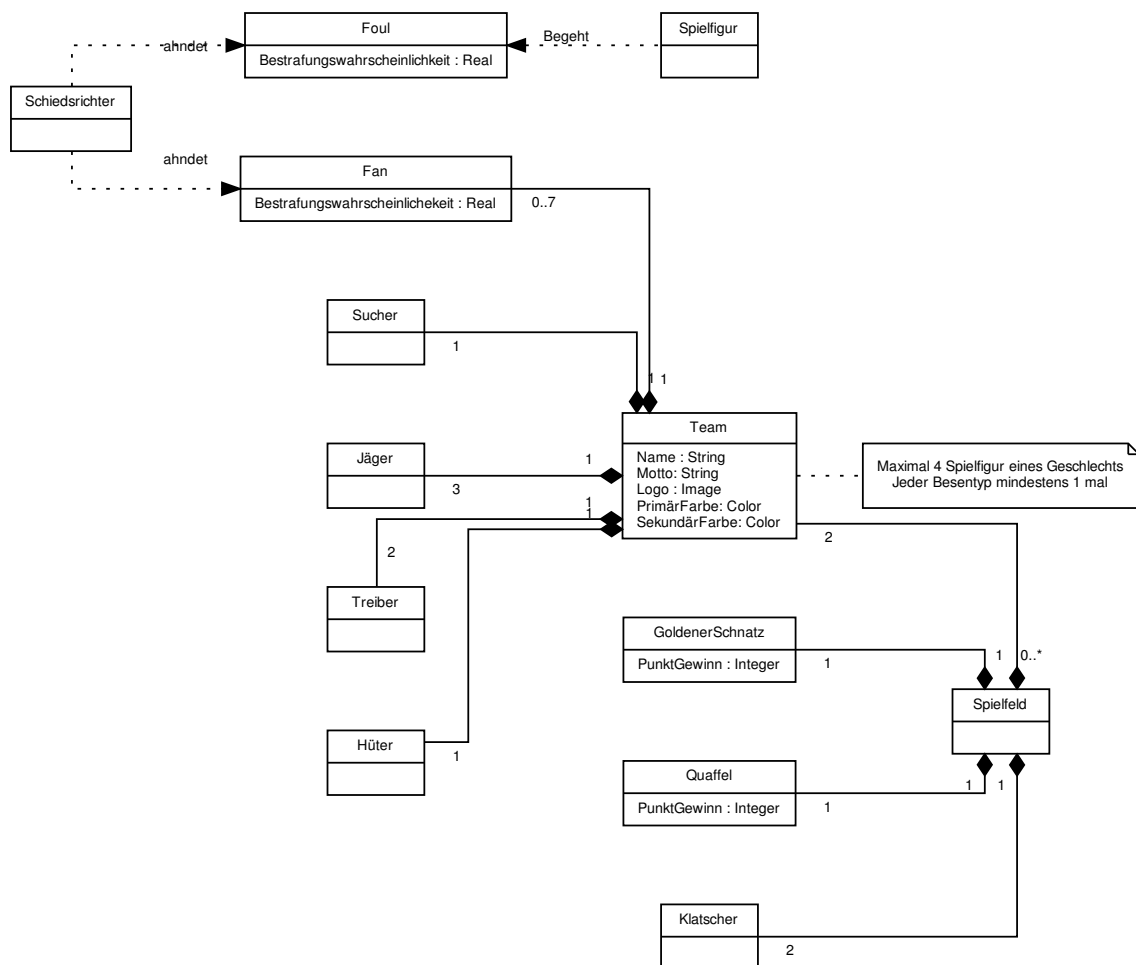 Foul
Bestrafungswahrscheinlichkeit : Real
Spielfigur
Begeht
ahndet
Schiedsrichter
ahndet
Fan
Bestrafungswahrscheinlichekeit : Real
0..7
Sucher
1
1
1
Team
Name : String
Motto: String
Logo : Image
PrimärFarbe: Color
SekundärFarbe: Color
Maximal 4 Spielfigur eines Geschlechts
Jeder Besentyp mindestens 1 mal
Jäger
1
3
1
1
2
2
Treiber
GoldenerSchnatz
PunktGewinn : Integer
1
1
0..*
Spielfeld
Hüter
1
Quaffel
PunktGewinn : Integer
1
1
1
Klatscher
2